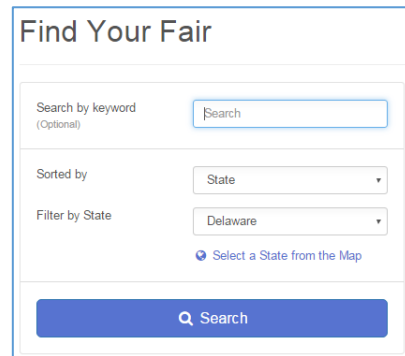 Find Your Fair
Search by keyword
(Optional)
Search
Sorted by
State
Filter by State
Delaware
Select a State from the Map
Search